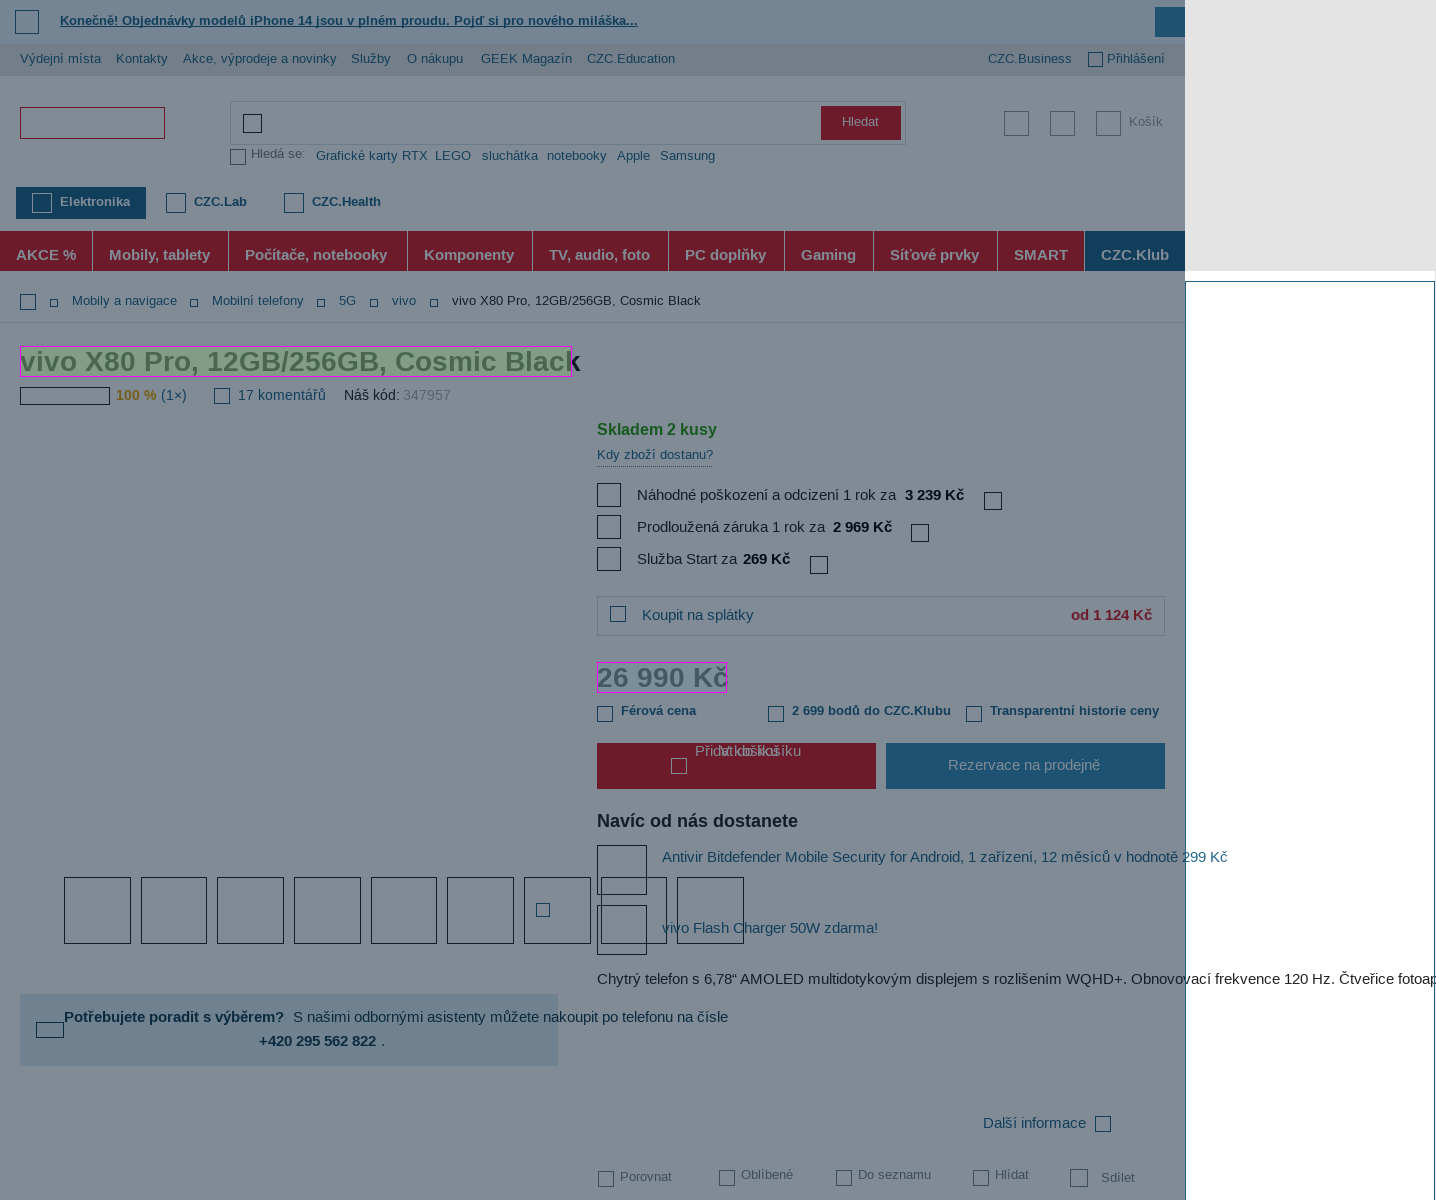 Konečně! Objednávky modelů iPhone 14 jsou v plném proudu. Pojď si pro nového miláška...
Výdejní místa Kontakty Akce, výprodeje a novinky Služby O nákupu GEEK Magazín CZC.Education CZC.Business Přihlášení
Hledat
Košík
Hledá se: Grafické karty RTX LEGO sluchátka notebooky Apple Samsung
Elektronika CZC.Lab CZC.Health
AKCE % Mobily, tablety Počítače, notebooky Komponenty TV, audio, foto PC doplňky Gaming Síťové prvky SMART CZC.Klub
Mobily a navigace Mobilní telefony 5G vivo vivo X80 Pro, 12GB/256GB, Cosmic Black
vivo X80 Pro, 12GB/256GB, Cosmic Black
100 % (1×) 17 komentářů Náš kód: 347957
Skladem 2 kusy
Kdy zboží dostanu?
Náhodné poškození a odcizení 1 rok za 3 239 Kč
Prodloužená záruka 1 rok za 2 969 Kč
Služba Start za 269 Kč
Koupit na splátky od 1 124 Kč
26 990 Kč
Férová cena 2 699 bodů do CZC.Klubu Transparentní historie ceny
Přidat do košíku
V košíku
Rezervace na prodejně
Navíc od nás dostanete
Antivir Bitdefender Mobile Security for Android, 1 zařízení, 12 měsíců v hodnotě 299 Kč
vivo Flash Charger 50W zdarma!
Chytrý telefon s 6,78“ AMOLED multidotykovým displejem s rozlišením WQHD+. Obnovovací frekvence 120 Hz. Čtveřice fotoap
Potřebujete poradit s výběrem? S našimi odbornými asistenty můžete nakoupit po telefonu na čísle
+420 295 562 822 .
Další informace
Porovnat Oblíbené Do seznamu Hlídat Sdílet